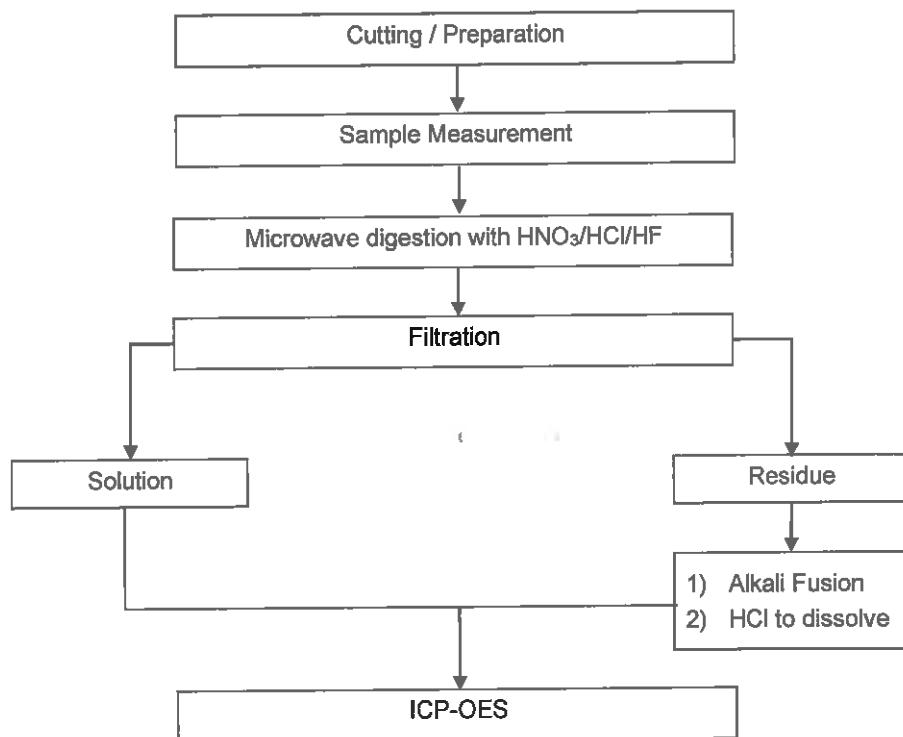 Cutting / Preparation
Sample Measurement
Microwave digestion with HNO₃/HCl/HF
Filtration
Solution
Residue
1) Alkali Fusion
2) HCl to dissolve
ICP-OES